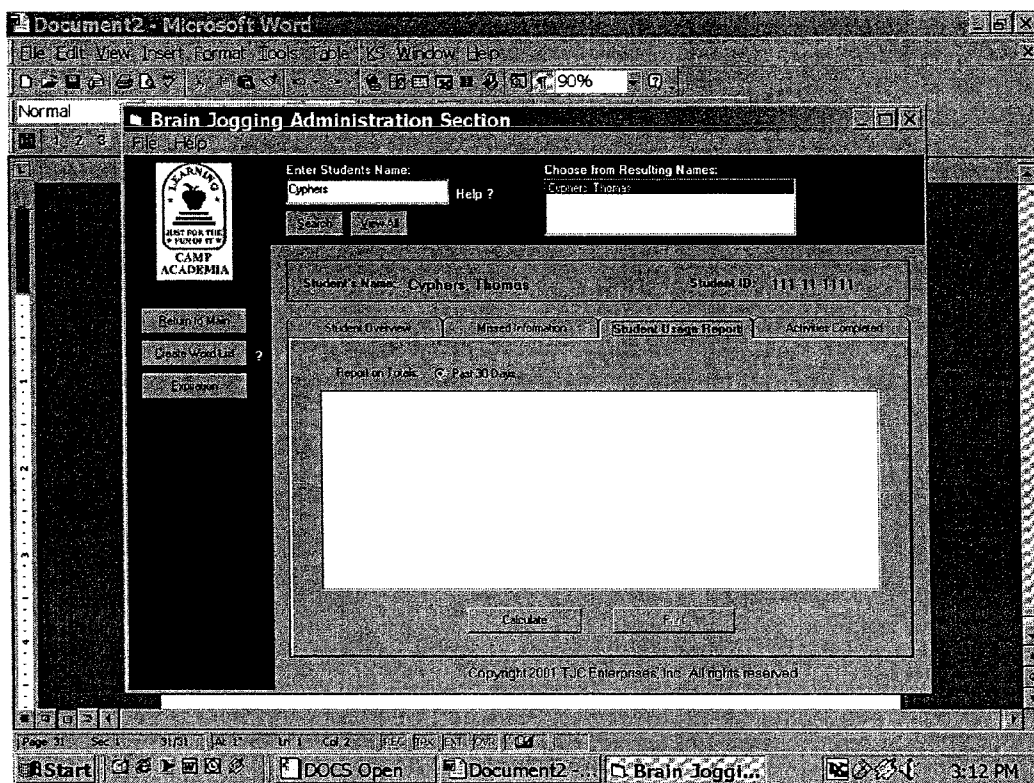 Document2 - Microsoft Word
File Edit View Insert Format Tools Table KS Window Help
90%
Normal
Brain Jogging Administration Section
1 2 3
File Help
LEARNING
JUST FOR THE
FUN OF IT
CAMP
ACADEMIA
Enter Students Name:
Cyphers
Help ?
Search View All
Choose from Resulting Names:
Cyphers, Thomas
Student's Name: Cyphers, Thomas Student ID: 111-11-1111
Return to Main
Create Word List ?
Student Overview Missed Information Student Usage Report Activities Completed
Report on Totals: Past 30 Days
Calculate Print
Copyright 2001 TJC Enterprises, Inc. All rights reserved
Page 31 Sec 1 31/31 At 1" Ln 1 Col 2 REC TRK EXT OVR
Start DOCS Open Document2 - ... Brain Joggi... 3:12 PM